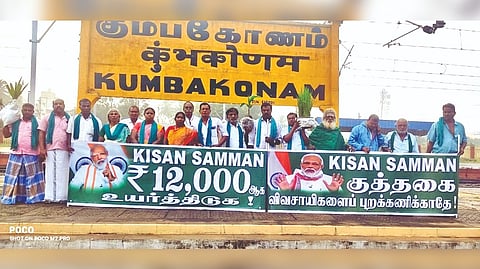 கும்பகோணம்
कुंभकोणम
KUMBAKONAM
KISAN SAMMAN
₹ 12,000 ஆக
உயர்த்திடுக !
KISAN SAMMAN
குத்தகை
விவசாயிகளைப் புறக்கணிக்காதே !
POCO
SHOT ON POCO M2 PRO